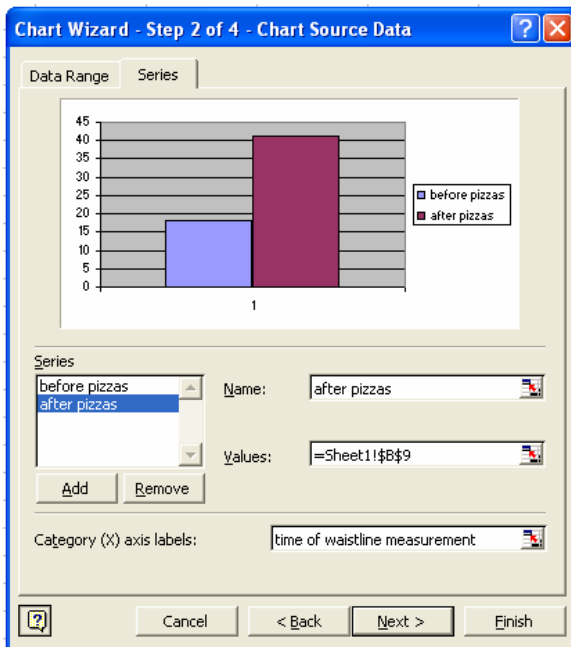 Chart Wizard - Step 2 of 4 - Chart Source Data
Data Range Series
45
40
35
30
25
20
15
10
5
0
1
before pizzas
after pizzas
Series
before pizzas
after pizzas
Name: after pizzas
Values: =Sheet1!$B$9
Add Remove
Category (X) axis labels: time of waistline measurement
? Cancel < Back Next > Finish